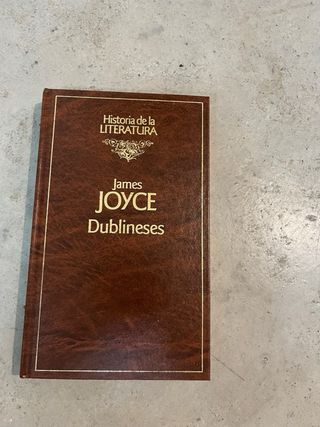 Historia de la
LITERATURA
James
JOYCE
Dublineses